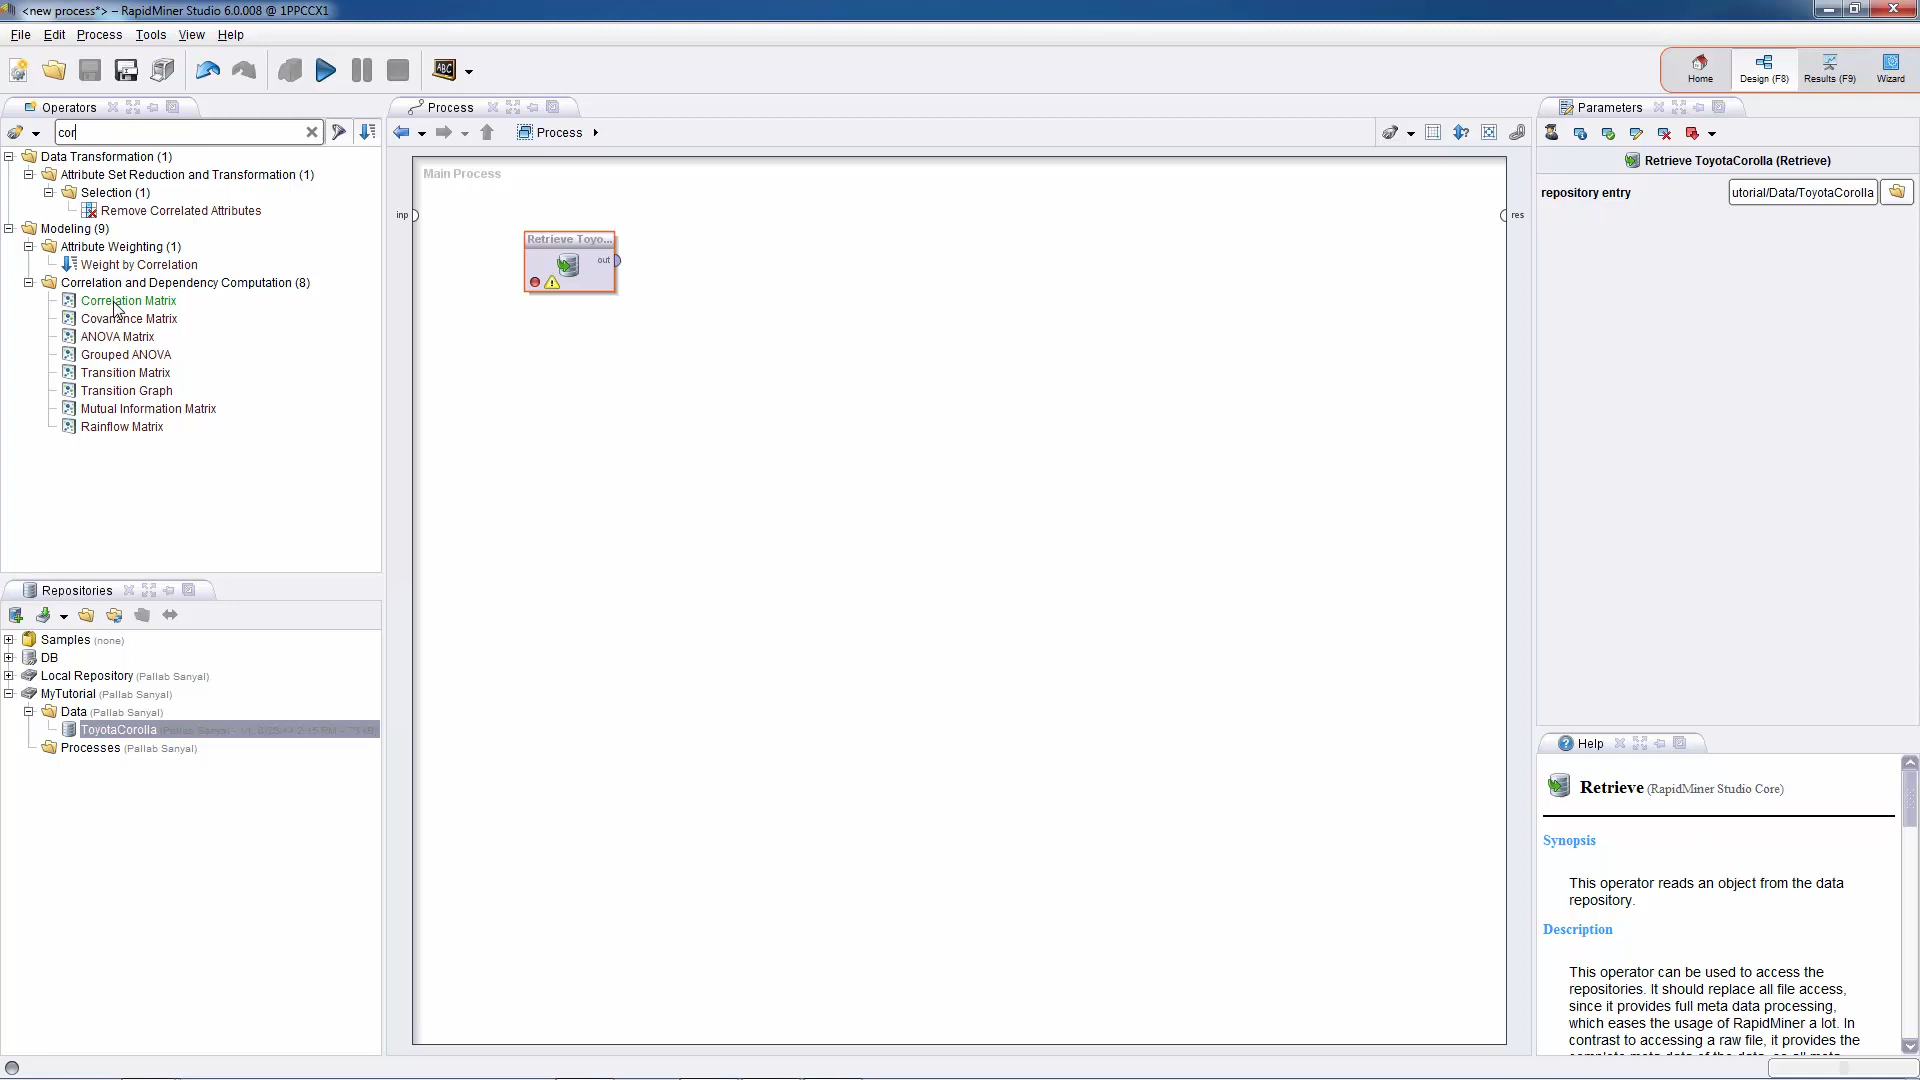 <new process*> – RapidMiner Studio 6.0.008 @ 1PPCCX1
File Edit Process Tools View Help
ABC
Home
Design (F8)
Results (F9)
Wizard
Operators
cor
Data Transformation (1)
Attribute Set Reduction and Transformation (1)
Selection (1)
Remove Correlated Attributes
Modeling (9)
Attribute Weighting (1)
Weight by Correlation
Correlation and Dependency Computation (8)
Correlation Matrix
Covariance Matrix
ANOVA Matrix
Grouped ANOVA
Transition Matrix
Transition Graph
Mutual Information Matrix
Rainflow Matrix
Repositories
Samples (none)
DB
Local Repository (Pallab Sanyal)
MyTutorial (Pallab Sanyal)
Data (Pallab Sanyal)
ToyotaCorolla
Processes (Pallab Sanyal)
Process
Process
Main Process
inp
res
Retrieve Toyo...
out
Parameters
Retrieve ToyotaCorolla (Retrieve)
repository entry
utorial/Data/ToyotaCorolla
Help
Retrieve (RapidMiner Studio Core)
Synopsis
This operator reads an object from the data
repository.
Description
This operator can be used to access the
repositories. It should replace all file access,
since it provides full meta data processing,
which eases the usage of RapidMiner a lot. In
contrast to accessing a raw file, it provides the